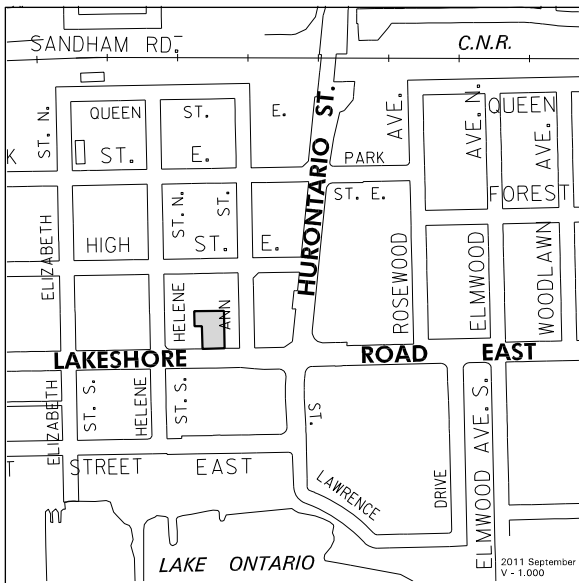 SANDHAM RD.
C.N.R.
ST. N.
QUEEN ST. E.
HURONTARIO ST.
AVE.
AVE. N.
QUEEN
AVE.
K ST. E.
PARK
ST. E.
FOREST
ELIZABETH
ST. N.
ST.
HIGH ST. E.
HELENE
ANN
ROSEWOOD
ELMWOOD
WOODLAWN
LAKESHORE ROAD EAST
ELIZABETH
ST. S.
HELENE
ST. S.
ST.
ELMWOOD AVE. S.
T STREET EAST
LAWRENCE
DRIVE
LAKE ONTARIO
2011 September
V - 1.000